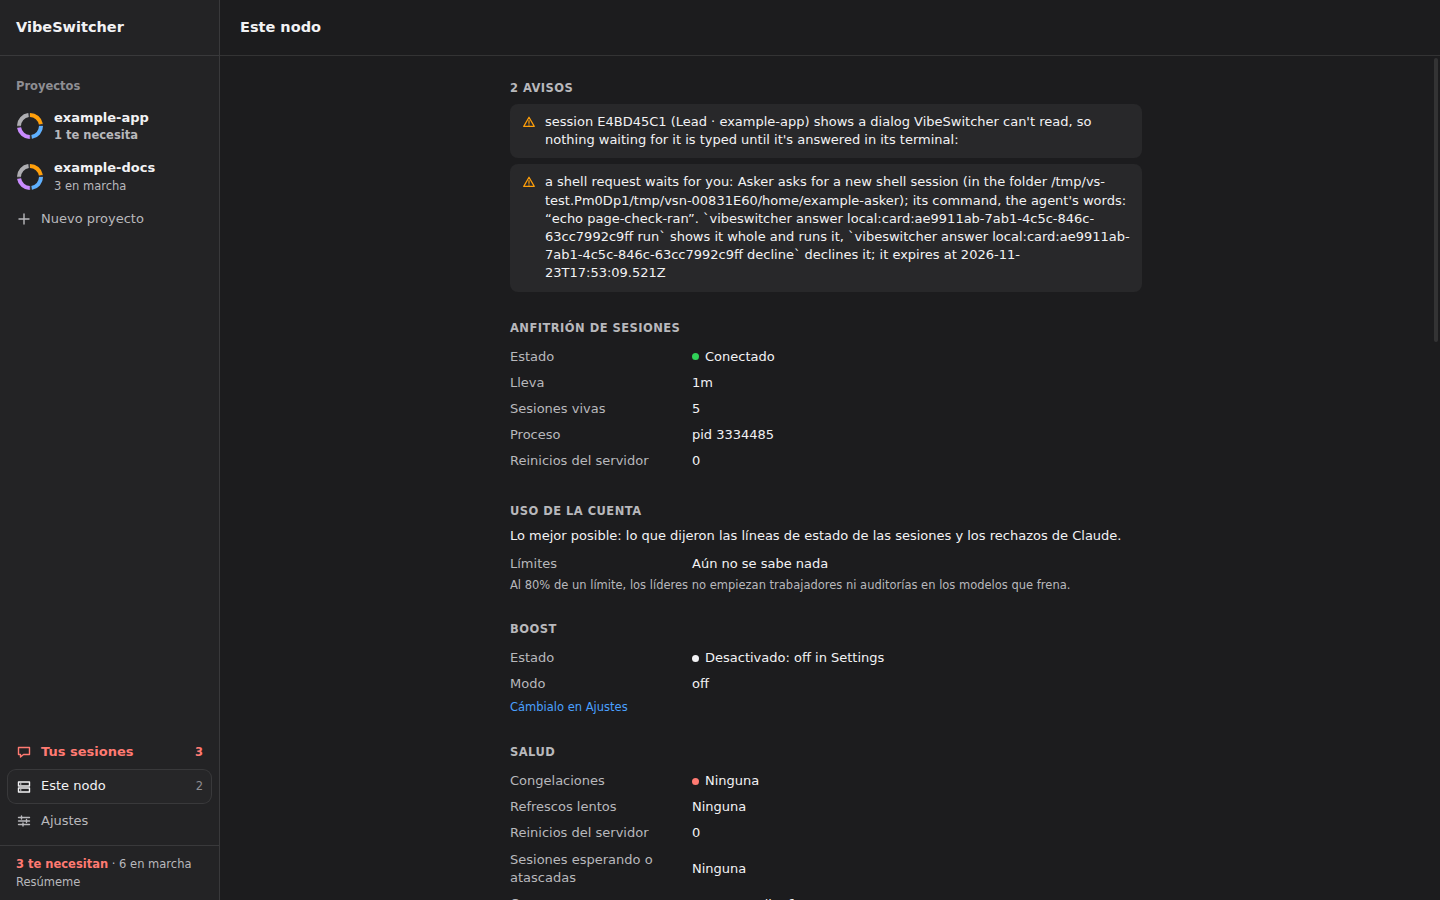 VibeSwitcher
Este nodo
Proyectos
example-app
1 te necesita
example-docs
3 en marcha
Nuevo proyecto
2 AVISOS
session E4BD45C1 (Lead · example-app) shows a dialog VibeSwitcher can't read, so
nothing waiting for it is typed until it's answered in its terminal:
a shell request waits for you: Asker asks for a new shell session (in the folder /tmp/vs-
test.Pm0Dp1/tmp/vsn-00831E60/home/example-asker); its command, the agent's words:
“echo page-check-ran”. `vibeswitcher answer local:card:ae9911ab-7ab1-4c5c-846c-
63cc7992c9ff run` shows it whole and runs it, `vibeswitcher answer local:card:ae9911ab-
7ab1-4c5c-846c-63cc7992c9ff decline` declines it; it expires at 2026-11-
23T17:53:09.521Z
ANFITRIÓN DE SESIONES
Estado Conectado
Lleva 1m
Sesiones vivas 5
Proceso pid 3334485
Reinicios del servidor 0
USO DE LA CUENTA
Lo mejor posible: lo que dijeron las líneas de estado de las sesiones y los rechazos de Claude.
Límites Aún no se sabe nada
Al 80% de un límite, los líderes no empiezan trabajadores ni auditorías en los modelos que frena.
BOOST
Estado Desactivado: off in Settings
Modo off
Cámbialo en Ajustes
SALUD
Congelaciones Ninguna
Refrescos lentos Ninguna
Reinicios del servidor 0
Sesiones esperando o
atascadas Ninguna
Tus sesiones 3
Este nodo 2
Ajustes
3 te necesitan · 6 en marcha
Resúmeme